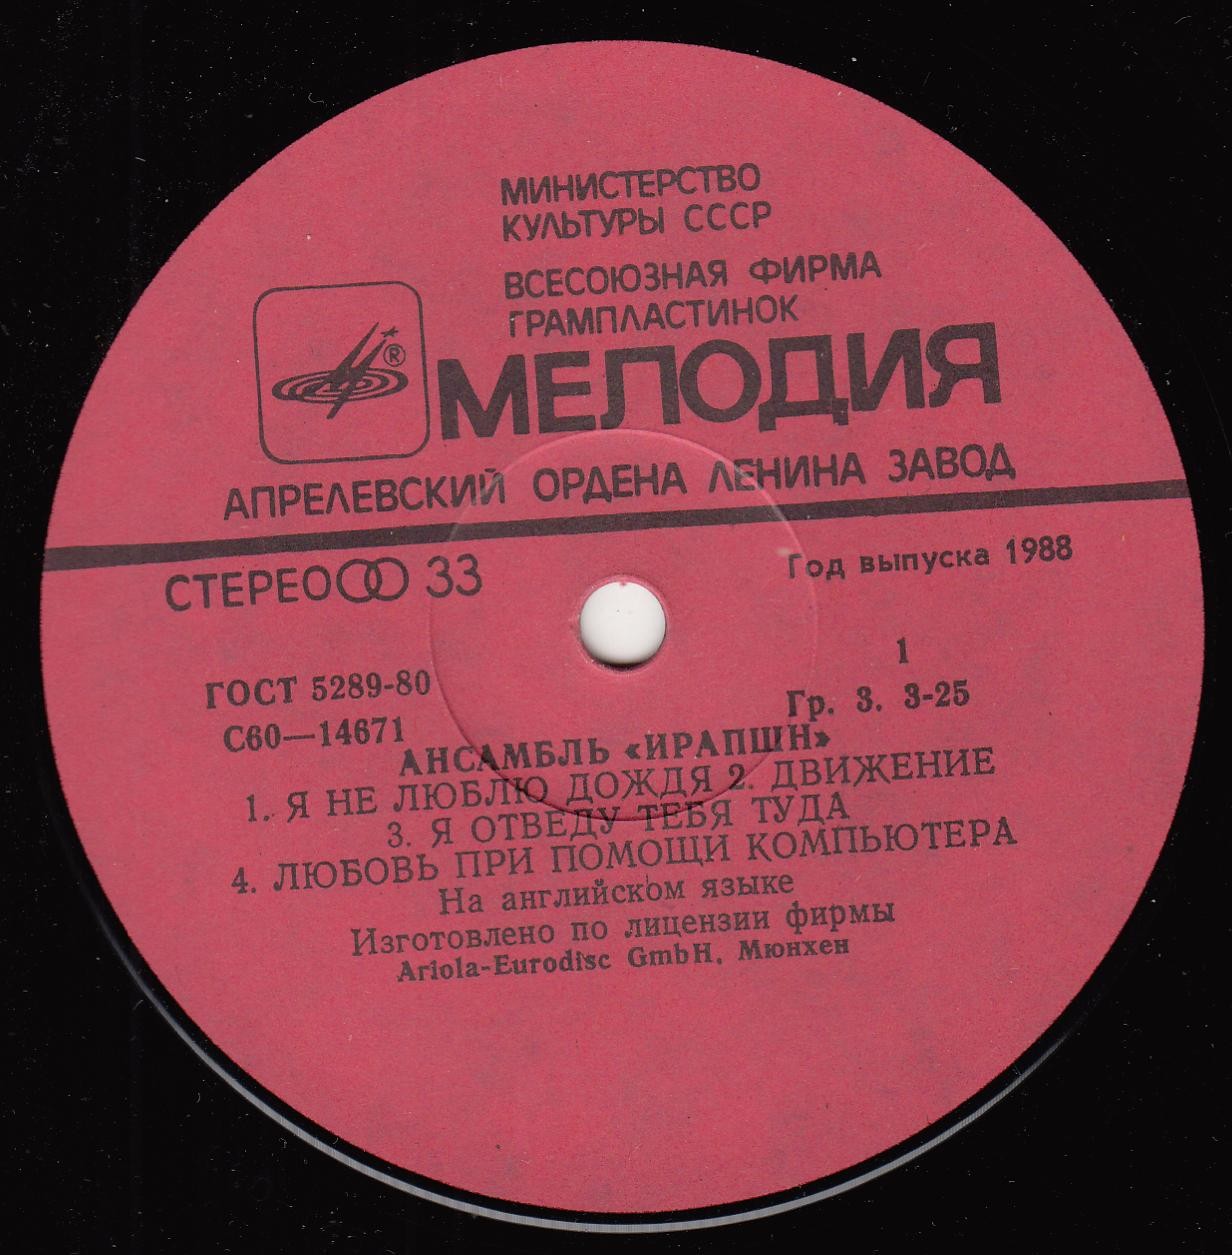 МИНИСТЕРСТВО
КУЛЬТУРЫ СССР
ВСЕСОЮЗНАЯ ФИРМА
ГРАМПЛАСТИНОК
®
МЕЛОДИЯ
АПРЕЛЕВСКИЙ ОРДЕНА ЛЕНИНА ЗАВОД
СТЕРЕО 33
Год выпуска 1988
1
ГОСТ 5289-80
Гр. 3. 3-25
С60—14671
АНСАМБЛЬ «ИРАПШН»
1. Я НЕ ЛЮБЛЮ ДОЖДЯ 2. ДВИЖЕНИЕ
3. Я ОТВЕДУ ТЕБЯ ТУДА
4. ЛЮБОВЬ ПРИ ПОМОЩИ КОМПЬЮТЕРА
На английском языке
Изготовлено по лицензии фирмы
Ariola-Eurodisc GmbH. Мюнхен